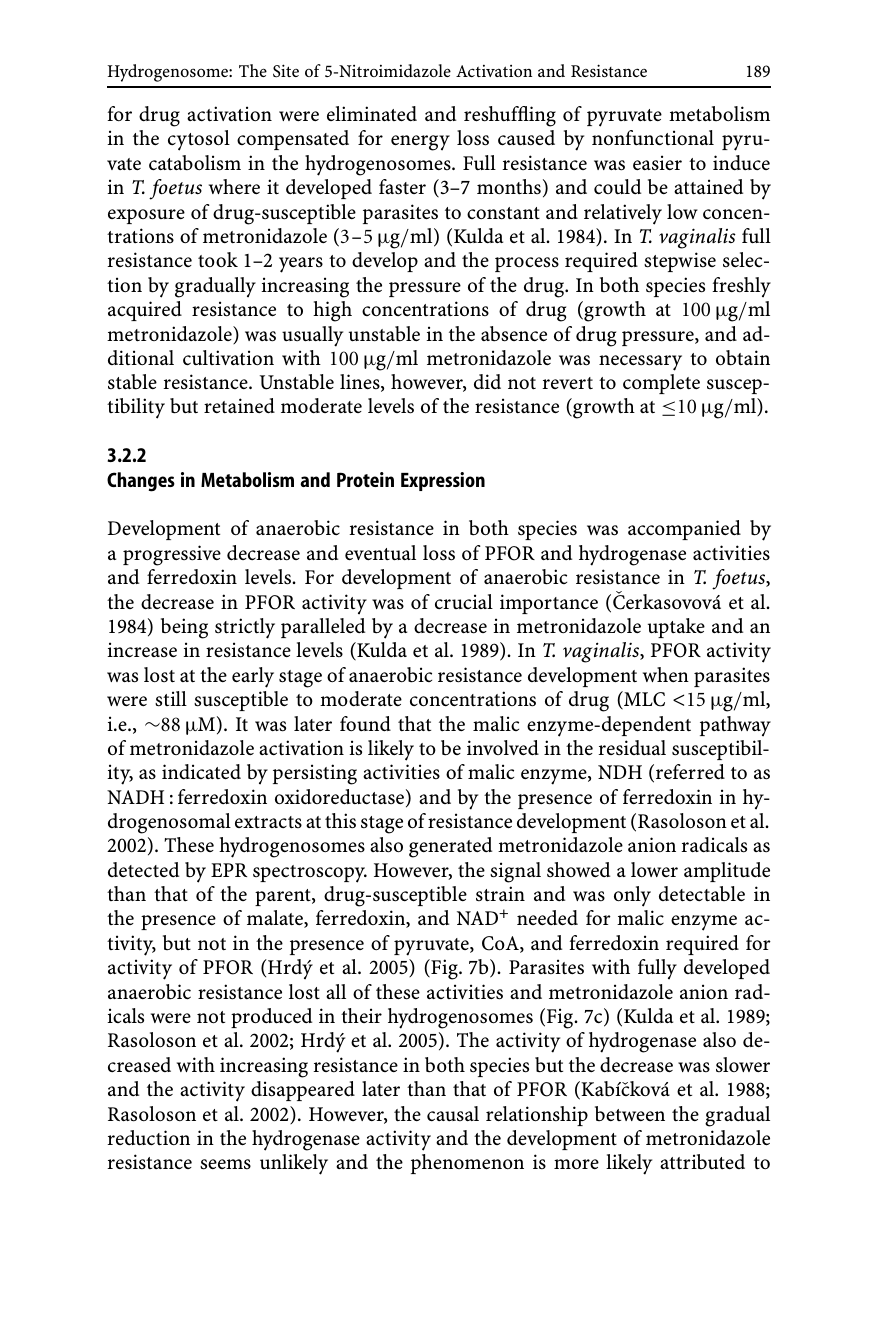 Hydrogenosome: The Site of 5-Nitroimidazole Activation and Resistance 189
for drug activation were eliminated and reshuffling of pyruvate metabolism
in the cytosol compensated for energy loss caused by nonfunctional pyru-
vate catabolism in the hydrogenosomes. Full resistance was easier to induce
in T. foetus where it developed faster (3–7 months) and could be attained by
exposure of drug-susceptible parasites to constant and relatively low concen-
trations of metronidazole (3–5 μg/ml) (Kulda et al. 1984). In T. vaginalis full
resistance took 1–2 years to develop and the process required stepwise selec-
tion by gradually increasing the pressure of the drug. In both species freshly
acquired resistance to high concentrations of drug (growth at 100 μg/ml
metronidazole) was usually unstable in the absence of drug pressure, and ad-
ditional cultivation with 100 μg/ml metronidazole was necessary to obtain
stable resistance. Unstable lines, however, did not revert to complete suscep-
tibility but retained moderate levels of the resistance (growth at ≤10 μg/ml).
3.2.2
Changes in Metabolism and Protein Expression
Development of anaerobic resistance in both species was accompanied by
a progressive decrease and eventual loss of PFOR and hydrogenase activities
and ferredoxin levels. For development of anaerobic resistance in T. foetus,
the decrease in PFOR activity was of crucial importance (Čerkasovová et al.
1984) being strictly paralleled by a decrease in metronidazole uptake and an
increase in resistance levels (Kulda et al. 1989). In T. vaginalis, PFOR activity
was lost at the early stage of anaerobic resistance development when parasites
were still susceptible to moderate concentrations of drug (MLC <15 μg/ml,
i.e., ∼88 μM). It was later found that the malic enzyme-dependent pathway
of metronidazole activation is likely to be involved in the residual susceptibil-
ity, as indicated by persisting activities of malic enzyme, NDH (referred to as
NADH : ferredoxin oxidoreductase) and by the presence of ferredoxin in hy-
drogenosomal extracts at this stage of resistance development (Rasoloson et al.
2002). These hydrogenosomes also generated metronidazole anion radicals as
detected by EPR spectroscopy. However, the signal showed a lower amplitude
than that of the parent, drug-susceptible strain and was only detectable in
the presence of malate, ferredoxin, and NAD⁺ needed for malic enzyme ac-
tivity, but not in the presence of pyruvate, CoA, and ferredoxin required for
activity of PFOR (Hrdý et al. 2005) (Fig. 7b). Parasites with fully developed
anaerobic resistance lost all of these activities and metronidazole anion rad-
icals were not produced in their hydrogenosomes (Fig. 7c) (Kulda et al. 1989;
Rasoloson et al. 2002; Hrdý et al. 2005). The activity of hydrogenase also de-
creased with increasing resistance in both species but the decrease was slower
and the activity disappeared later than that of PFOR (Kabíčková et al. 1988;
Rasoloson et al. 2002). However, the causal relationship between the gradual
reduction in the hydrogenase activity and the development of metronidazole
resistance seems unlikely and the phenomenon is more likely attributed to